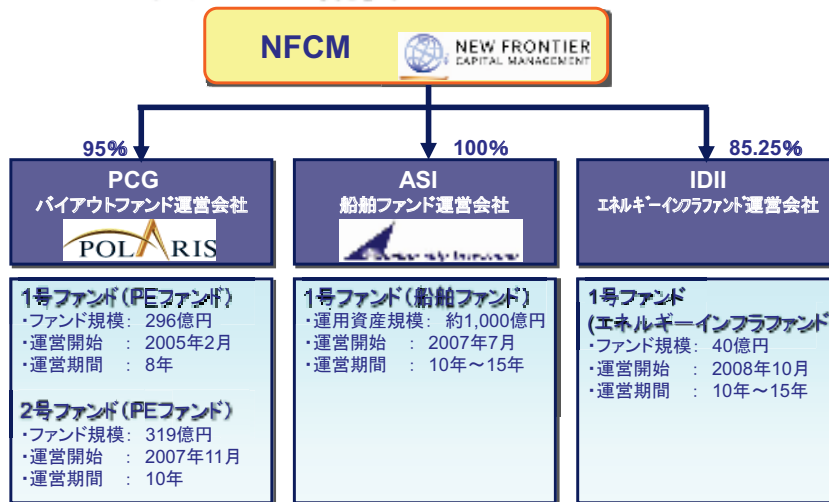 NFCM
NEW FRONTIER
CAPITAL MANAGEMENT
95%
100%
85.25%
PCG
バイアウトファンド運営会社
POLARIS
1号ファンド(PEファンド)
・ファンド規模： 296億円
・運営開始 ： 2005年2月
・運営期間 ： 8年
2号ファンド(PEファンド)
・ファンド規模： 319億円
・運営開始 ： 2007年11月
・運営期間 ： 10年
ASI
船舶ファンド運営会社
1号ファンド(船舶ファンド)
・運用資産規模： 約1,000億円
・運営開始 ： 2007年7月
・運営期間 ： 10年～15年
IDII
エネルギーインフラファンド運営会社
1号ファンド
(エネルギーインフラファンド
・ファンド規模： 40億円
・運営開始 ： 2008年10月
・運営期間 ： 10年～15年